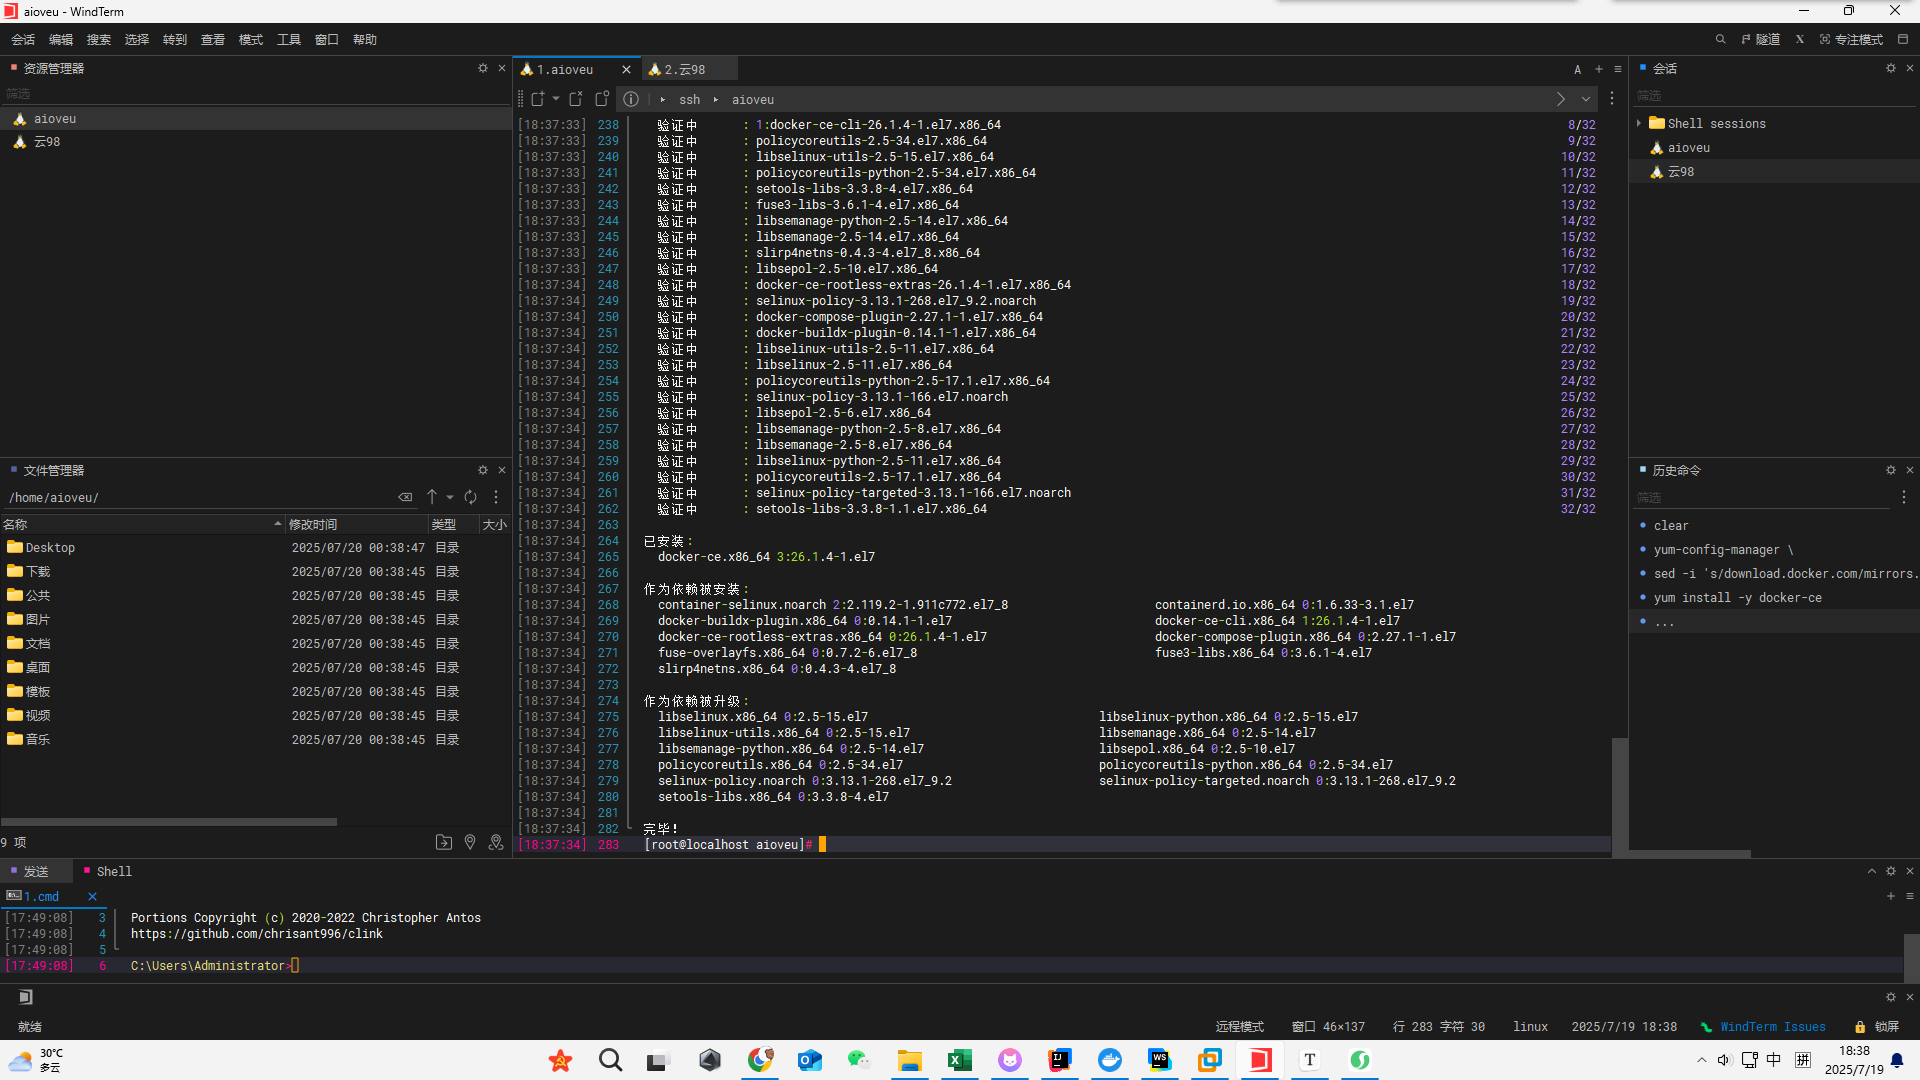 aioveu - WindTerm
会话 编辑 搜索 选择 转到 查看 模式 工具 窗口 帮助
隧道 X 专注模式
资源管理器
筛选
aioveu
云98
1.aioveu
2.云98
A
ssh aioveu
[18:37:33] 238 验证中 : 1:docker-ce-cli-26.1.4-1.el7.x86_64 8/32
[18:37:33] 239 验证中 : policycoreutils-2.5-34.el7.x86_64 9/32
[18:37:33] 240 验证中 : libselinux-utils-2.5-15.el7.x86_64 10/32
[18:37:33] 241 验证中 : policycoreutils-python-2.5-34.el7.x86_64 11/32
[18:37:33] 242 验证中 : setools-libs-3.3.8-4.el7.x86_64 12/32
[18:37:33] 243 验证中 : fuse3-libs-3.6.1-4.el7.x86_64 13/32
[18:37:33] 244 验证中 : libsemanage-python-2.5-14.el7.x86_64 14/32
[18:37:33] 245 验证中 : libsemanage-2.5-14.el7.x86_64 15/32
[18:37:33] 246 验证中 : slirp4netns-0.4.3-4.el7_8.x86_64 16/32
[18:37:33] 247 验证中 : libsepol-2.5-10.el7.x86_64 17/32
[18:37:34] 248 验证中 : docker-ce-rootless-extras-26.1.4-1.el7.x86_64 18/32
[18:37:34] 249 验证中 : selinux-policy-3.13.1-268.el7_9.2.noarch 19/32
[18:37:34] 250 验证中 : docker-compose-plugin-2.27.1-1.el7.x86_64 20/32
[18:37:34] 251 验证中 : docker-buildx-plugin-0.14.1-1.el7.x86_64 21/32
[18:37:34] 252 验证中 : libselinux-utils-2.5-11.el7.x86_64 22/32
[18:37:34] 253 验证中 : libselinux-2.5-11.el7.x86_64 23/32
[18:37:34] 254 验证中 : policycoreutils-python-2.5-17.1.el7.x86_64 24/32
[18:37:34] 255 验证中 : selinux-policy-3.13.1-166.el7.noarch 25/32
[18:37:34] 256 验证中 : libsepol-2.5-6.el7.x86_64 26/32
[18:37:34] 257 验证中 : libsemanage-python-2.5-8.el7.x86_64 27/32
[18:37:34] 258 验证中 : libsemanage-2.5-8.el7.x86_64 28/32
[18:37:34] 259 验证中 : libselinux-python-2.5-11.el7.x86_64 29/32
[18:37:34] 260 验证中 : policycoreutils-2.5-17.1.el7.x86_64 30/32
[18:37:34] 261 验证中 : selinux-policy-targeted-3.13.1-166.el7.noarch 31/32
[18:37:34] 262 验证中 : setools-libs-3.3.8-1.1.el7.x86_64 32/32
[18:37:34] 263
[18:37:34] 264 已安装:
[18:37:34] 265 docker-ce.x86_64 3:26.1.4-1.el7
[18:37:34] 266
[18:37:34] 267 作为依赖被安装:
[18:37:34] 268 container-selinux.noarch 2:2.119.2-1.911c772.el7_8 containerd.io.x86_64 0:1.6.33-3.1.el7
[18:37:34] 269 docker-buildx-plugin.x86_64 0:0.14.1-1.el7 docker-ce-cli.x86_64 1:26.1.4-1.el7
[18:37:34] 270 docker-ce-rootless-extras.x86_64 0:26.1.4-1.el7 docker-compose-plugin.x86_64 0:2.27.1-1.el7
[18:37:34] 271 fuse-overlayfs.x86_64 0:0.7.2-6.el7_8 fuse3-libs.x86_64 0:3.6.1-4.el7
[18:37:34] 272 slirp4netns.x86_64 0:0.4.3-4.el7_8
[18:37:34] 273
[18:37:34] 274 作为依赖被升级:
[18:37:34] 275 libselinux.x86_64 0:2.5-15.el7 libselinux-python.x86_64 0:2.5-15.el7
[18:37:34] 276 libselinux-utils.x86_64 0:2.5-15.el7 libsemanage.x86_64 0:2.5-14.el7
[18:37:34] 277 libsemanage-python.x86_64 0:2.5-14.el7 libsepol.x86_64 0:2.5-10.el7
[18:37:34] 278 policycoreutils.x86_64 0:2.5-34.el7 policycoreutils-python.x86_64 0:2.5-34.el7
[18:37:34] 279 selinux-policy.noarch 0:3.13.1-268.el7_9.2 selinux-policy-targeted.noarch 0:3.13.1-268.el7_9.2
[18:37:34] 280 setools-libs.x86_64 0:3.3.8-4.el7
[18:37:34] 281
[18:37:34] 282 完毕!
[18:37:34] 283 [root@localhost aioveu]#
会话
筛选
Shell sessions
aioveu
云98
文件管理器
/home/aioveu/
名称 修改时间 类型 大小
Desktop 2025/07/20 00:38:47 目录
下载 2025/07/20 00:38:45 目录
公共 2025/07/20 00:38:45 目录
图片 2025/07/20 00:38:45 目录
文档 2025/07/20 00:38:45 目录
桌面 2025/07/20 00:38:45 目录
模板 2025/07/20 00:38:45 目录
视频 2025/07/20 00:38:45 目录
音乐 2025/07/20 00:38:45 目录
9 项
历史命令
筛选
clear
yum-config-manager \
sed -i 's/download.docker.com/mirrors.
yum install -y docker-ce
...
发送 Shell
1.cmd
[17:49:08] 3 Portions Copyright (c) 2020-2022 Christopher Antos
[17:49:08] 4 https://github.com/chrisant996/clink
[17:49:08] 5
[17:49:08] 6 C:\Users\Administrator>
就绪
远程模式 窗口 46×137 行 283 字符 30 linux 2025/7/19 18:38 WindTerm Issues 锁屏
30°C
多云
IJ
WS
T
中
拼
18:38
2025/7/19